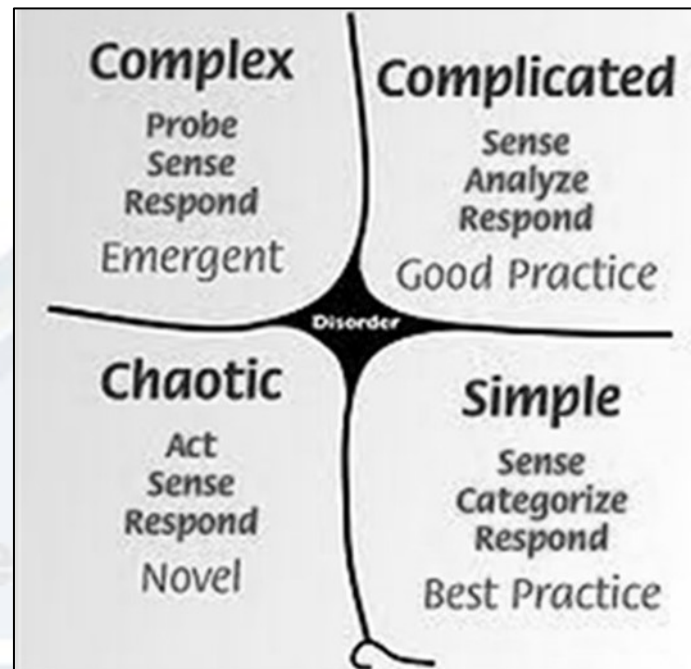 Complex
Probe
Sense
Respond
Emergent
Complicated
Sense
Analyze
Respond
Good Practice
Disorder
Chaotic
Act
Sense
Respond
Novel
Simple
Sense
Categorize
Respond
Best Practice